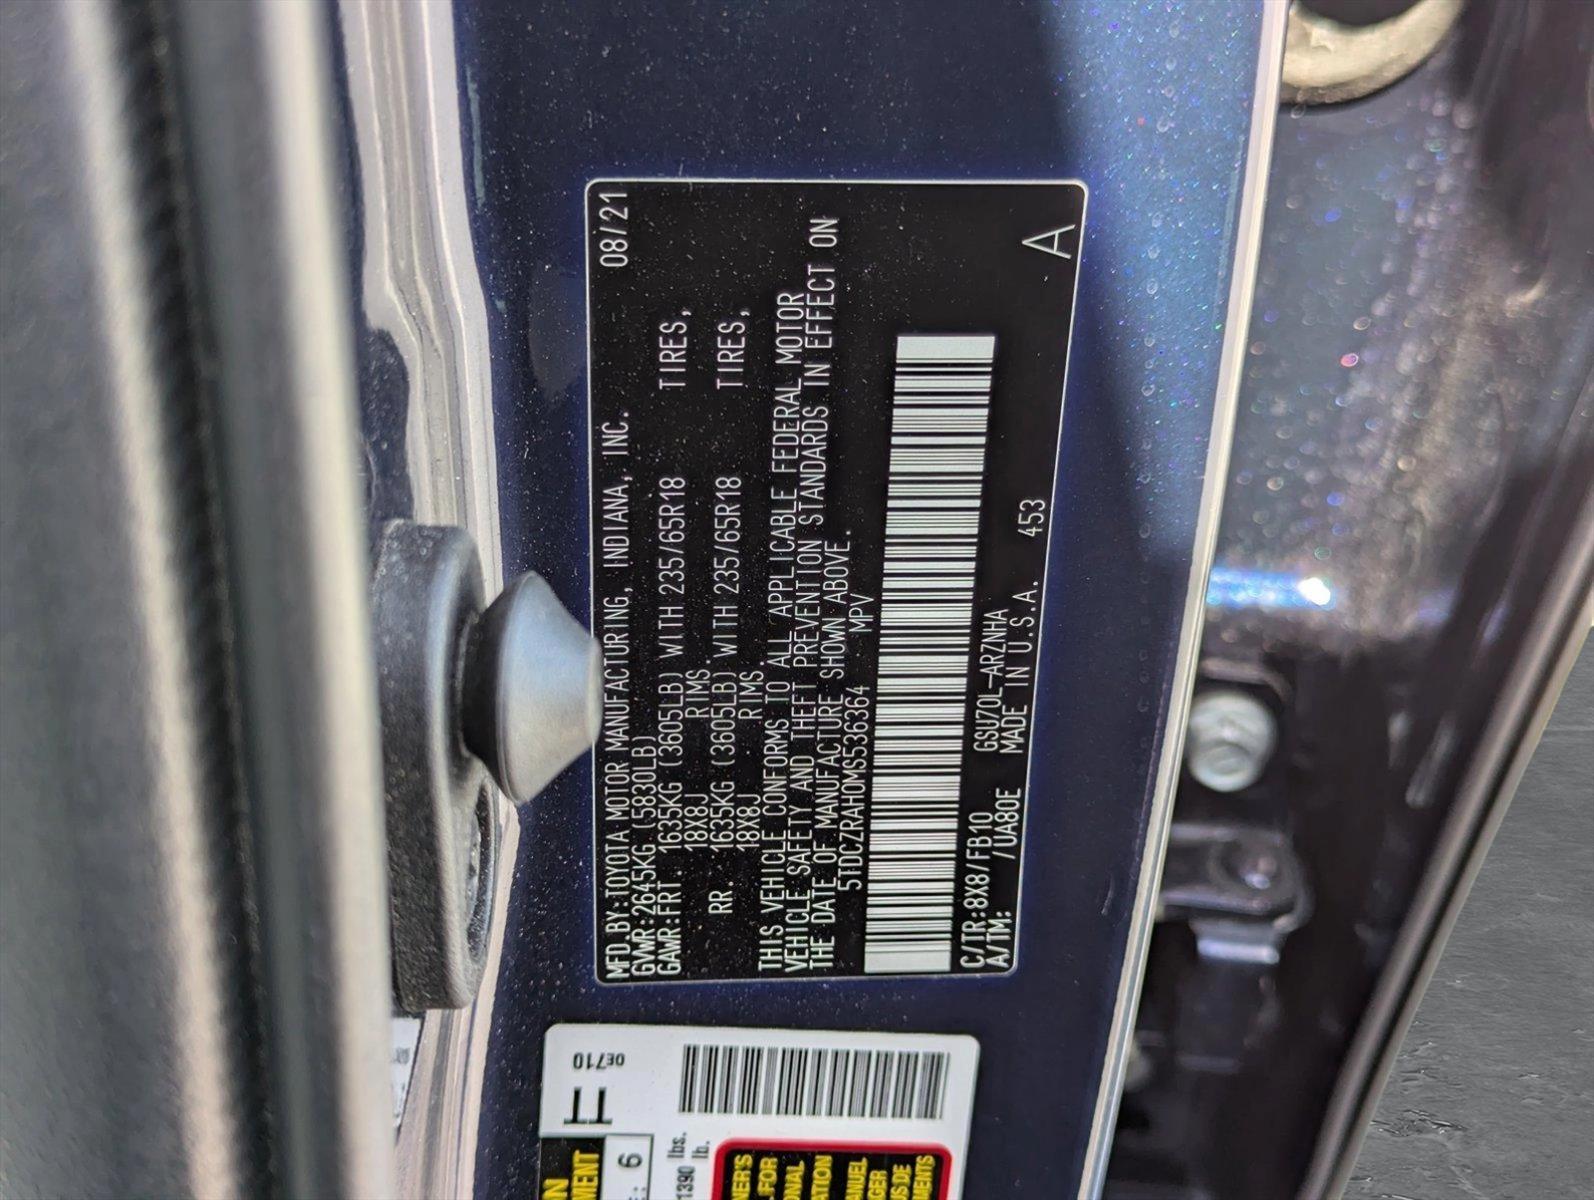 MFD. BY: TOYOTA MOTOR MANUFACTURING, INDIANA, INC. 08/21
GVWR: 2645KG (5830LB)
GAWR: FRT. 1635KG (3605LB) WITH 235/65R18 TIRES,
18X8J RIMS.
RR. 1635KG (3605LB) WITH 235/65R18 TIRES,
18X8J RIMS.
THIS VEHICLE CONFORMS TO ALL APPLICABLE FEDERAL MOTOR
VEHICLE SAFETY AND THEFT PREVENTION STANDARDS IN EFFECT ON
THE DATE OF MANUFACTURE SHOWN ABOVE.
5TDCZRAH0MS536364 MPV
C/TR: 8X8/FB10 GSU70L-ARZNHA
A/TM: /UA80E MADE IN U.S.A. 453
A
0E710
6
1390 lbs.
lb.